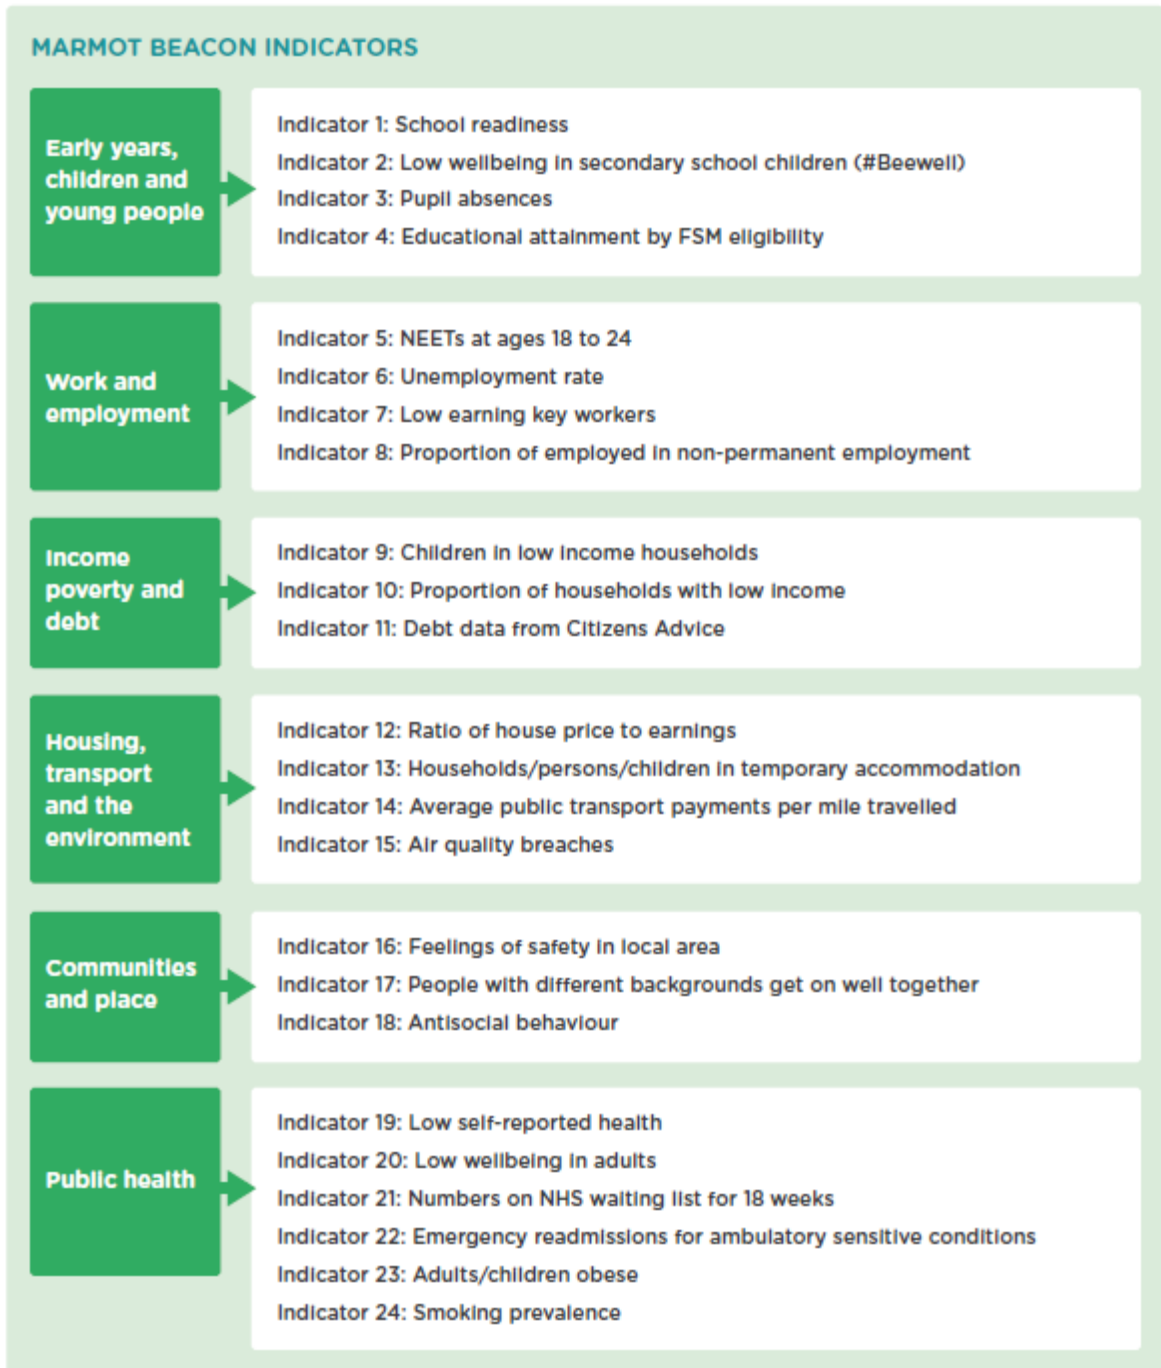 MARMOT BEACON INDICATORS
Early years,
children and
young people
Indicator 1: School readiness
Indicator 2: Low wellbeing in secondary school children (#Beewell)
Indicator 3: Pupil absences
Indicator 4: Educational attainment by FSM eligibility
Work and
employment
Indicator 5: NEETs at ages 18 to 24
Indicator 6: Unemployment rate
Indicator 7: Low earning key workers
Indicator 8: Proportion of employed in non-permanent employment
Income
poverty and
debt
Indicator 9: Children in low income households
Indicator 10: Proportion of households with low income
Indicator 11: Debt data from Citizens Advice
Housing,
transport
and the
environment
Indicator 12: Ratio of house price to earnings
Indicator 13: Households/persons/children in temporary accommodation
Indicator 14: Average public transport payments per mile travelled
Indicator 15: Air quality breaches
Communities
and place
Indicator 16: Feelings of safety in local area
Indicator 17: People with different backgrounds get on well together
Indicator 18: Antisocial behaviour
Public health
Indicator 19: Low self-reported health
Indicator 20: Low wellbeing in adults
Indicator 21: Numbers on NHS waiting list for 18 weeks
Indicator 22: Emergency readmissions for ambulatory sensitive conditions
Indicator 23: Adults/children obese
Indicator 24: Smoking prevalence